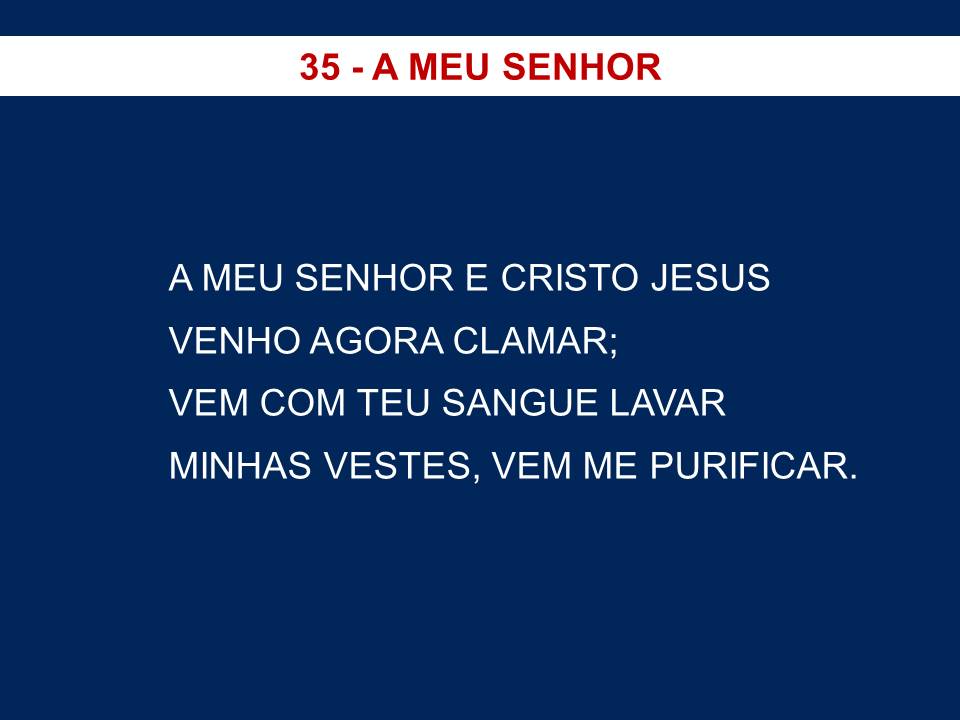 35 - A MEU SENHOR
A MEU SENHOR E CRISTO JESUS
VENHO AGORA CLAMAR;
VEM COM TEU SANGUE LAVAR
MINHAS VESTES, VEM ME PURIFICAR.